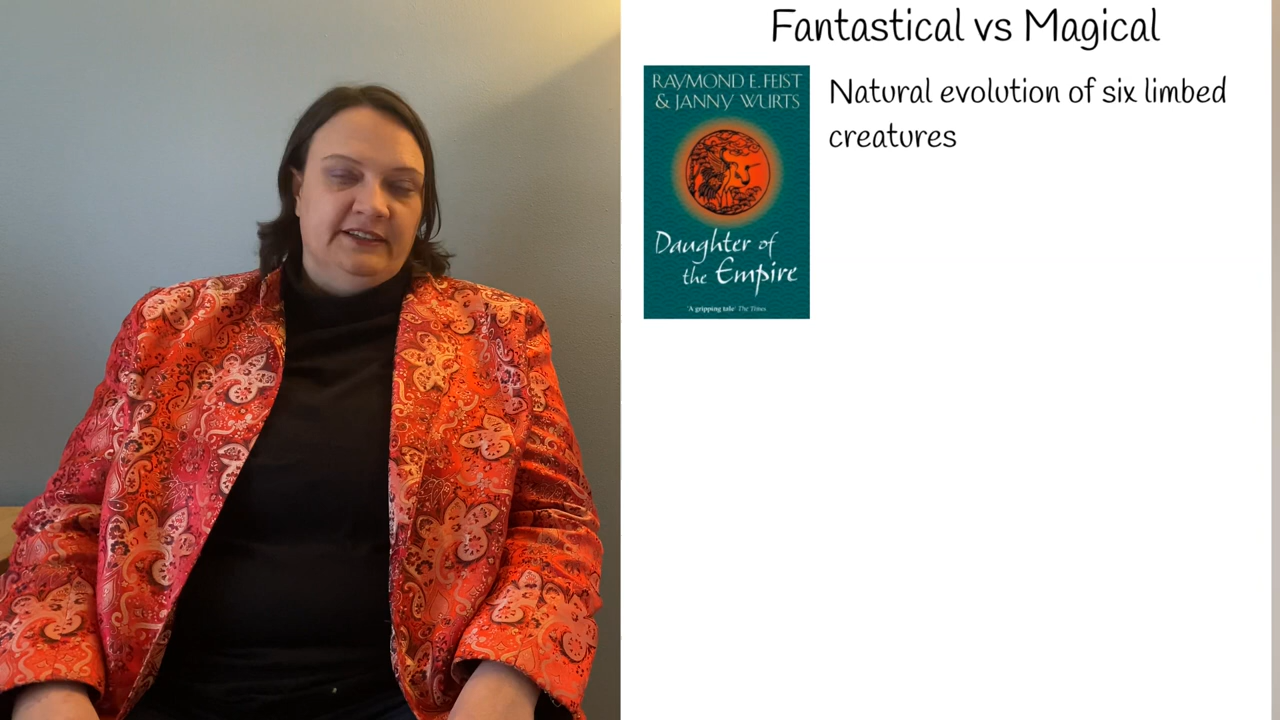 Fantastical vs Magical
RAYMOND E. FEIST
& JANNY WURTS
Daughter of
the Empire
'A gripping tale' The Times
Natural evolution of six limbed
creatures